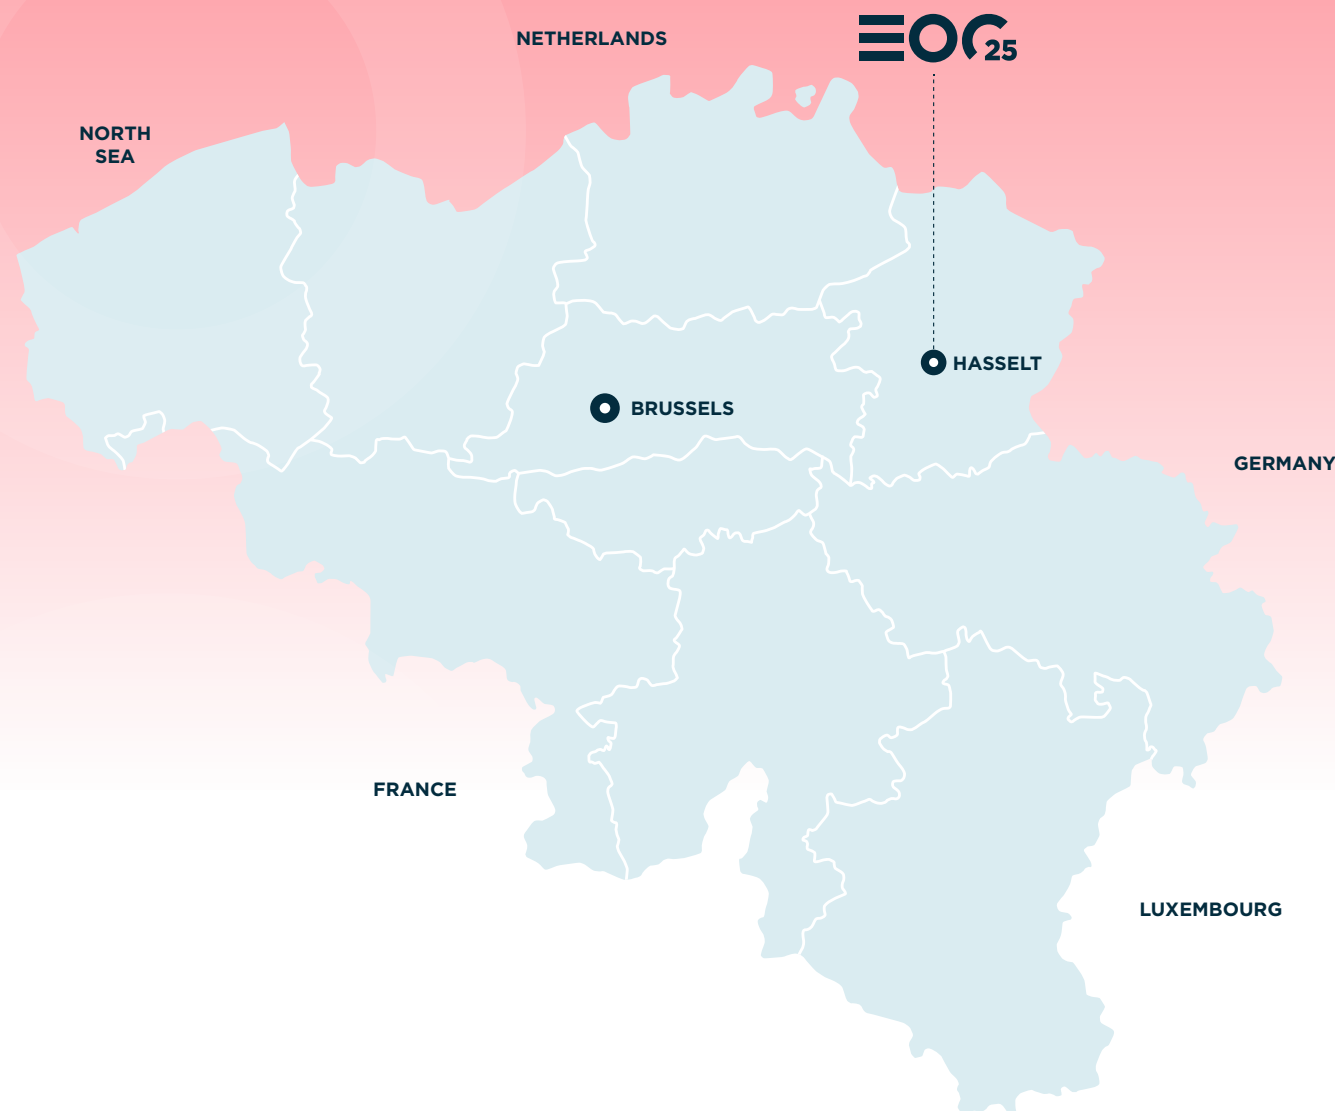 NETHERLANDS
EOC25
NORTH
SEA
HASSELT
BRUSSELS
GERMANY
FRANCE
LUXEMBOURG